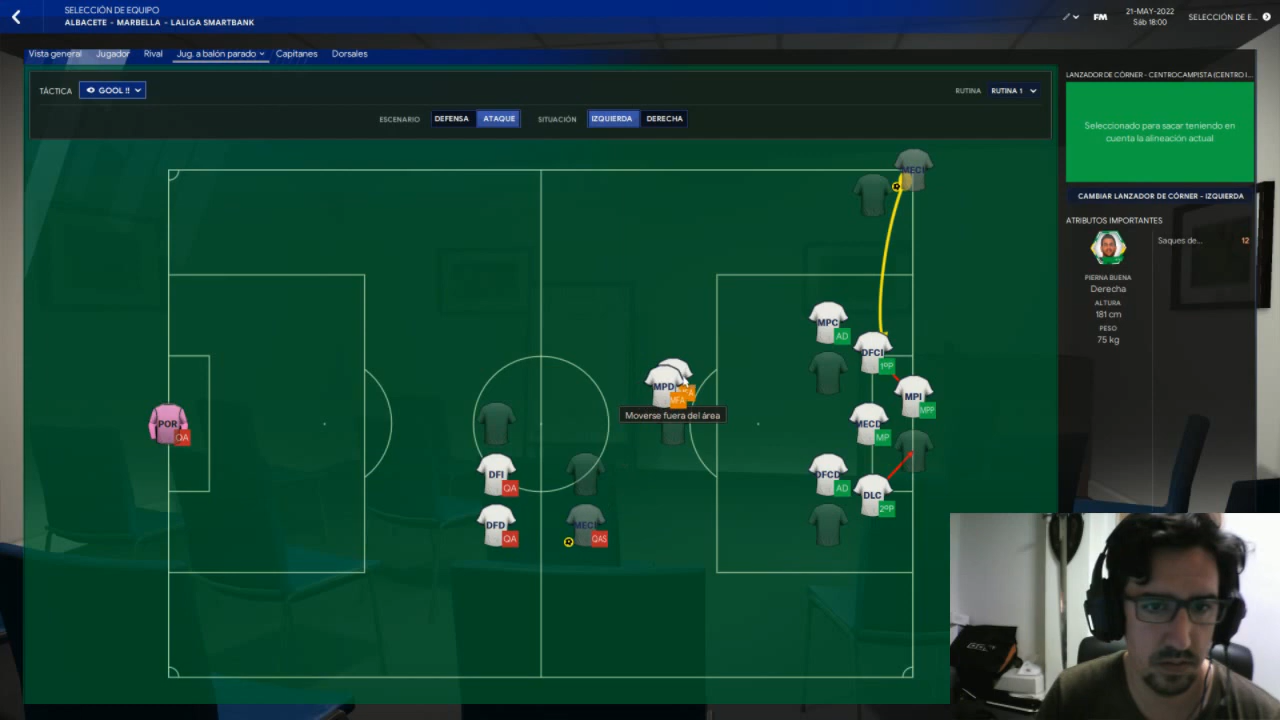 SELECCIÓN DE EQUIPO
ALBACETE - MARBELLA - LALIGA SMARTBANK
FM
21-MAY-2022
Sáb 18:00
SELECCIÓN DE E...
Vista general Jugador Rival Jug. a balón parado Capitanes Dorsales
TÁCTICA GOOL !! RUTINA RUTINA 1
ESCENARIO DEFENSA ATAQUE SITUACIÓN IZQUIERDA DERECHA
LANZADOR DE CÓRNER - CENTROCAMPISTA (CENTRO I...
Seleccionado para sacar teniendo en
cuenta la alineación actual
CAMBIAR LANZADOR DE CÓRNER - IZQUIERDA
ATRIBUTOS IMPORTANTES
Saques de... 12
PIERNA BUENA
Derecha
ALTURA
181 cm
PESO
75 kg
MPC
AD
DFCI
1ºP
MPD
MFA
MPI
MPP
Moverse fuera del área
POR
QA
MECD
MP
DFI
QA
DFCD
AD
DLC
2ºP
DFD
QA
QAS